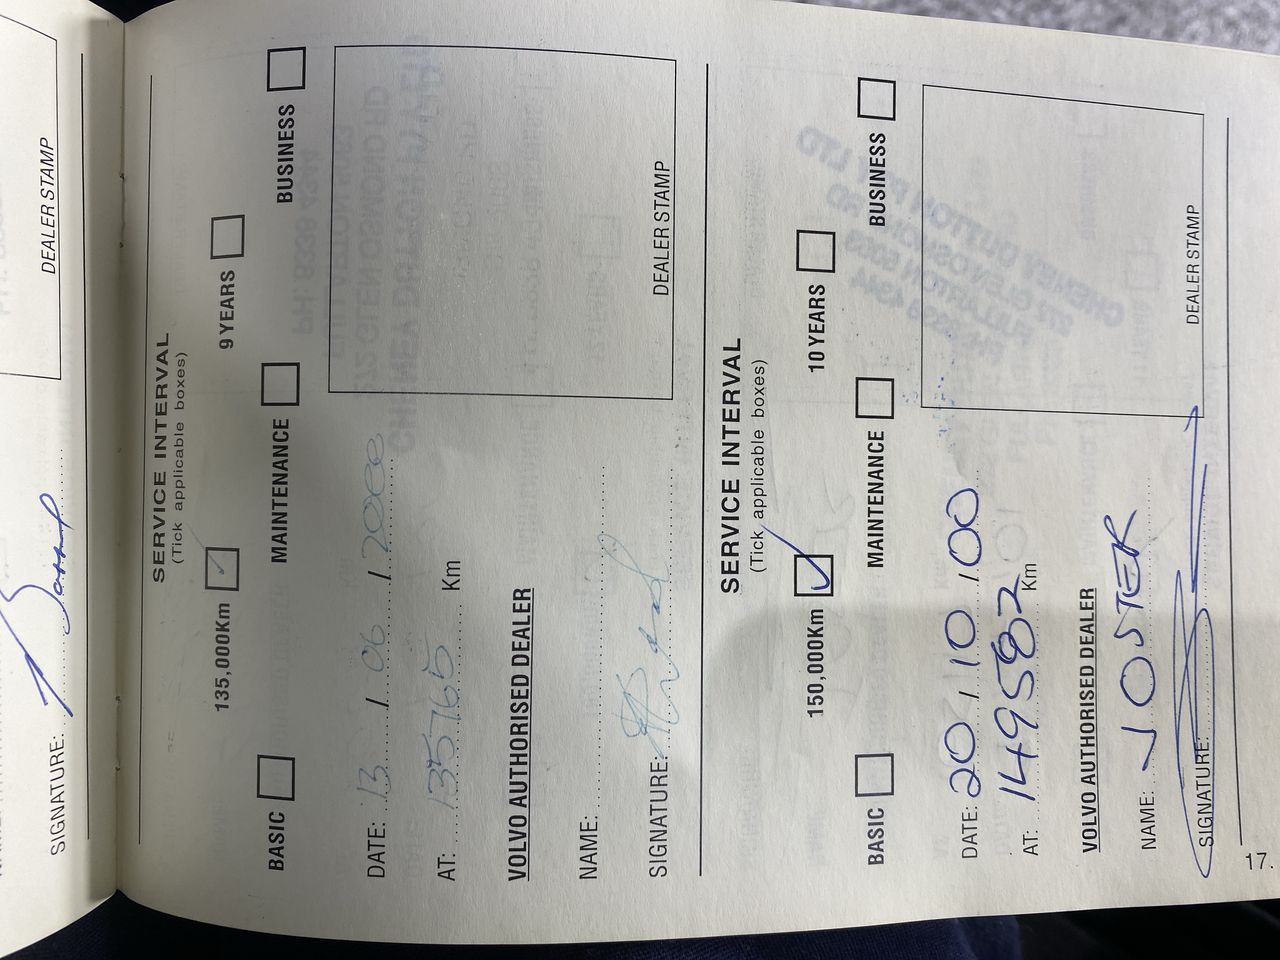 DEALER STAMP
SIGNATURE:
SERVICE INTERVAL
(Tick applicable boxes)
135,000Km 9 YEARS
BASIC MAINTENANCE BUSINESS
DATE: 13 / 06 / 2000
AT: 135765 Km
VOLVO AUTHORISED DEALER
NAME:
SIGNATURE:
DEALER STAMP
SERVICE INTERVAL
(Tick applicable boxes)
150,000Km 10 YEARS
BASIC MAINTENANCE BUSINESS
DATE: 20 / 10 / 00
AT: 149582 Km
VOLVO AUTHORISED DEALER
NAME: JOSTER
SIGNATURE:
DEALER STAMP
17.